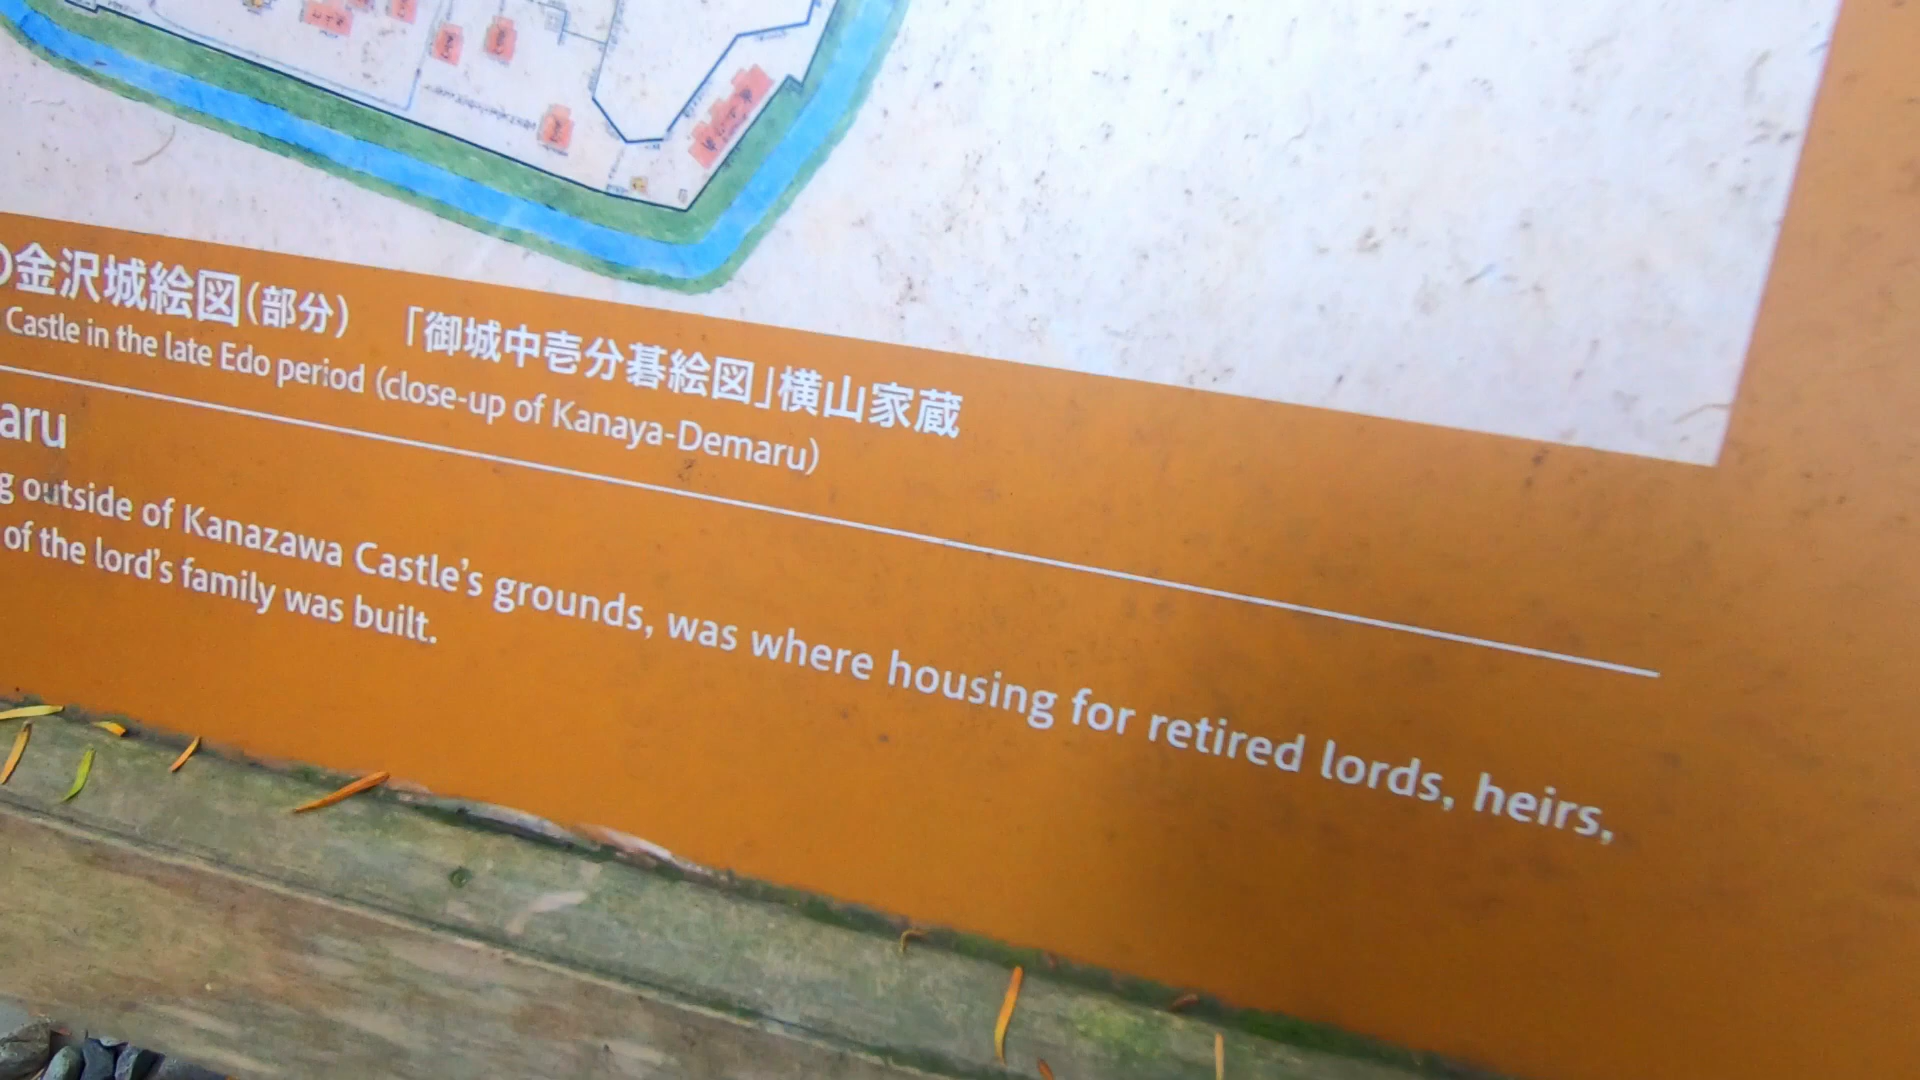 の金沢城絵図(部分) 「御城中壱分碁絵図」横山家蔵
Castle in the late Edo period (close-up of Kanaya-Demaru)
aru
g outside of Kanazawa Castle's grounds, was where housing for retired lords, heirs,
of the lord's family was built.